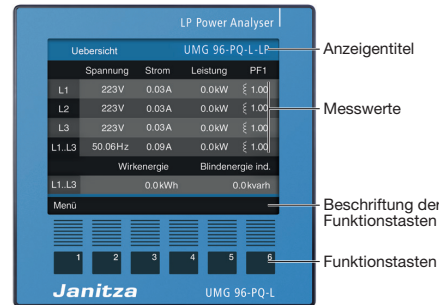 LP Power Analyser
Uebersicht UMG 96-PQ-L-LP
Anzeigentitel
Spannung Strom Leistung PF1
L1 223V 0.03A 0.0kW ξ 1.00
L2 223V 0.03A 0.0kW ξ 1.00
Messwerte
L3 223V 0.03A 0.0kW ξ 1.00
L1..L3 50.06Hz 0.09A 0.0kW ξ 1.00
Wirkenergie Blindenergie ind.
L1..L3 0.0kWh 0.0kvarh
Menü
Beschriftung der
Funktionstasten
1 2 3 4 5 6
Funktionstasten
Janitza UMG 96-PQ-L